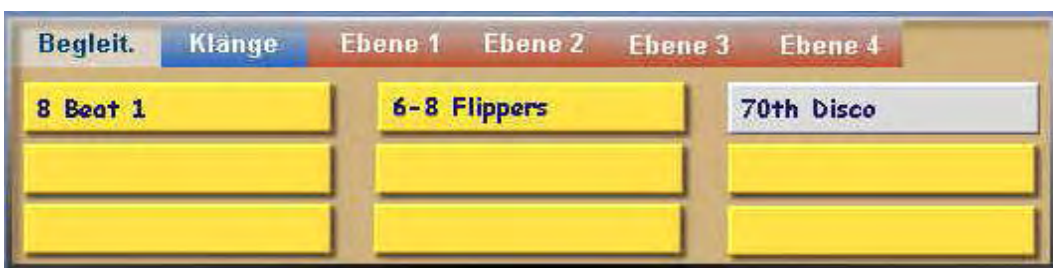 Begleit. Klänge Ebene 1 Ebene 2 Ebene 3 Ebene 4
8 Beat 1 6-8 Flippers 70th Disco